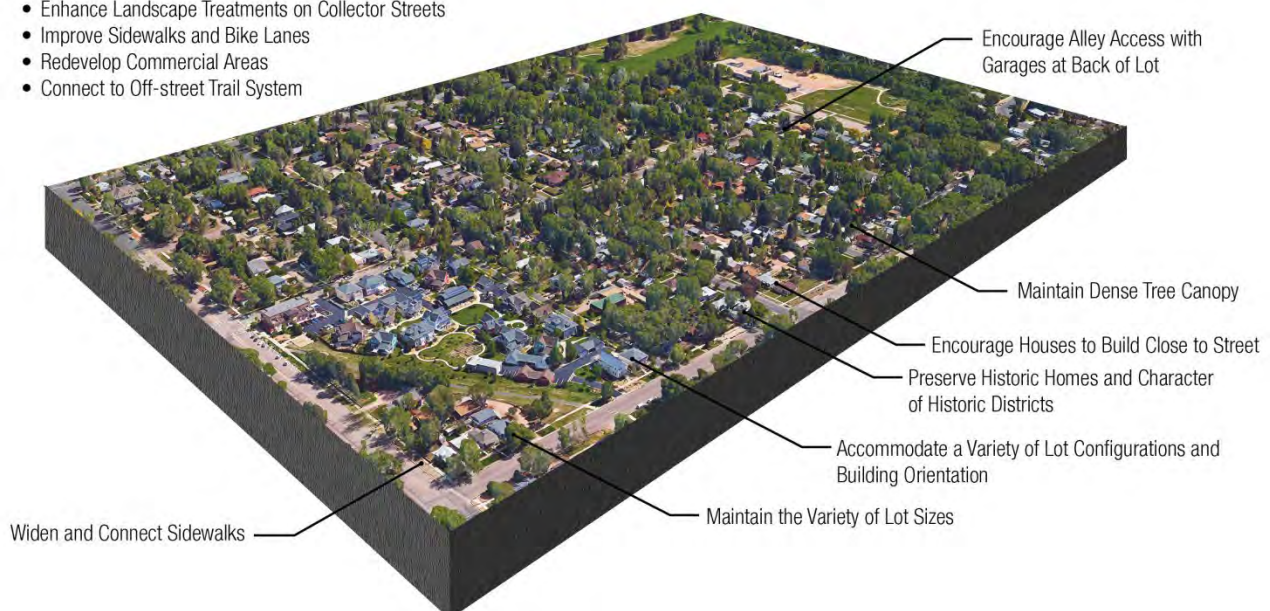 • Enhance Landscape Treatments on Collector Streets
• Improve Sidewalks and Bike Lanes
• Redevelop Commercial Areas
• Connect to Off-street Trail System
Encourage Alley Access with
Garages at Back of Lot
Maintain Dense Tree Canopy
Encourage Houses to Build Close to Street
Preserve Historic Homes and Character
of Historic Districts
Accommodate a Variety of Lot Configurations and
Building Orientation
Maintain the Variety of Lot Sizes
Widen and Connect Sidewalks